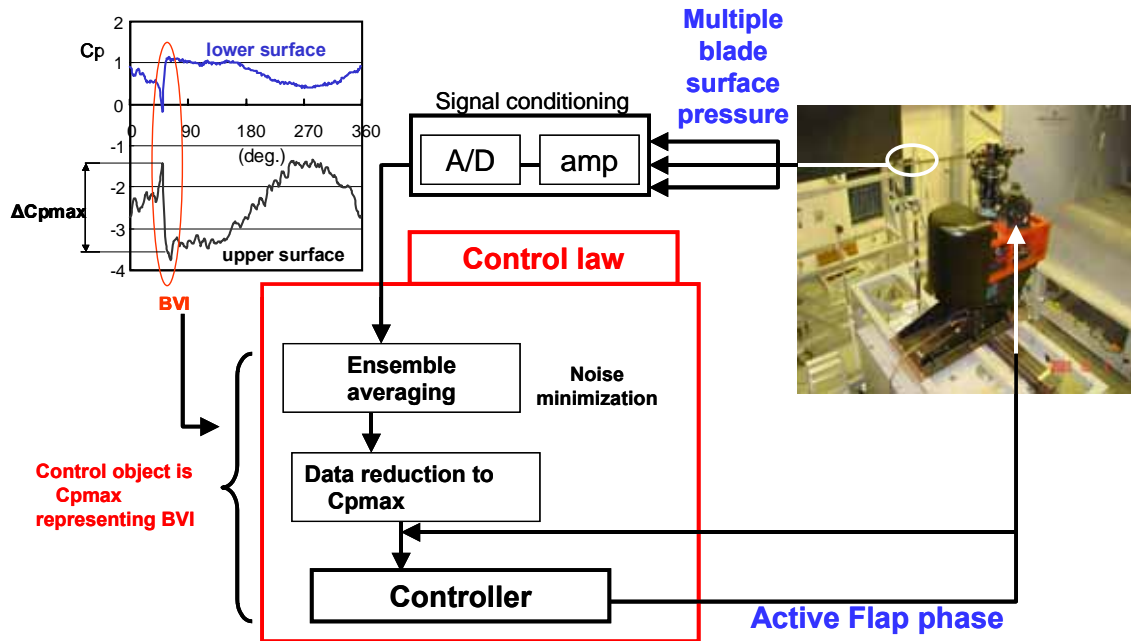 2
Cp
lower surface
1
0
0
90
180
270
360
(deg.)
-1
-2
ΔCpmax
-3
upper surface
-4
BVI
Signal conditioning
A/D
amp
Multiple
blade
surface
pressure
Control law
Ensemble
averaging
Noise
minimization
Data reduction to
Cpmax
Controller
Control object is
Cpmax
representing BVI
Active Flap phase